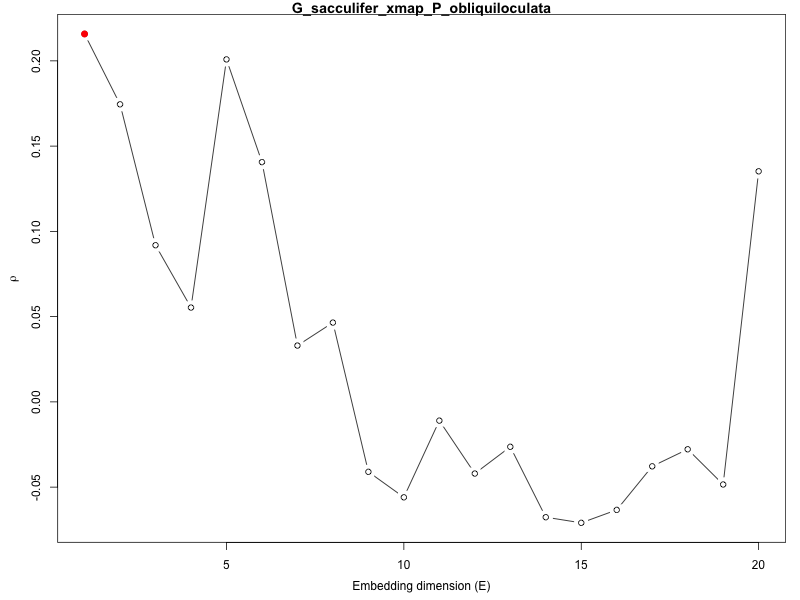 G_sacculifer_xmap_P_obliquiloculata
0.20
0.15
0.10
0.05
0.00
-0.05
ρ
5 10 15 20
Embedding dimension (E)